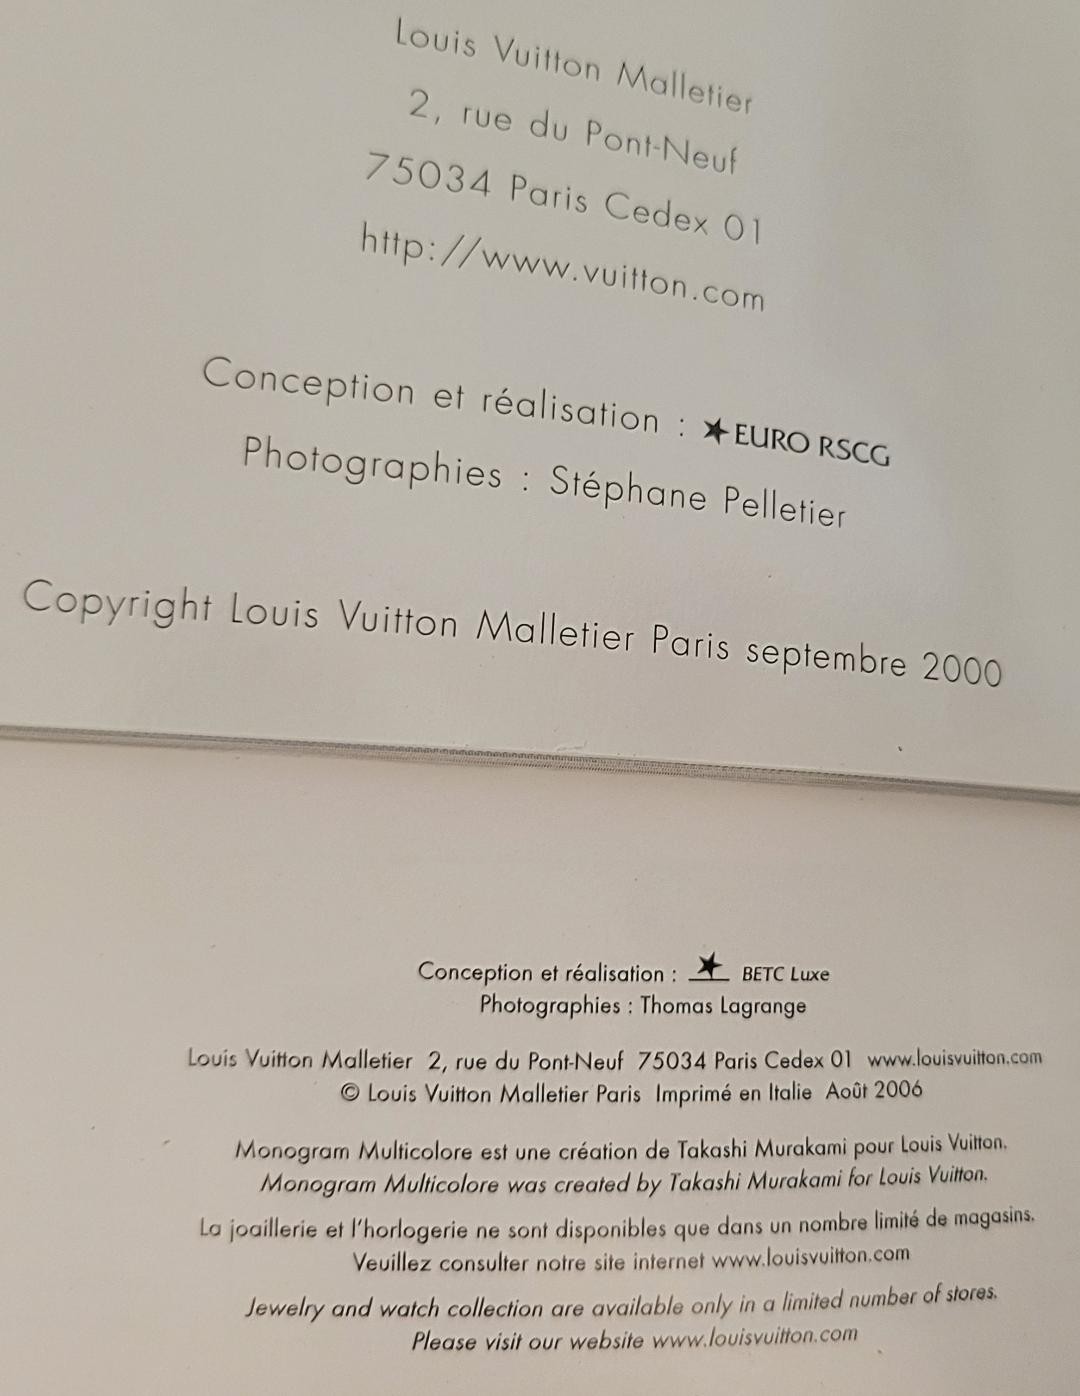 Louis Vuitton Malletier
2, rue du Pont-Neuf
75034 Paris Cedex 01
http://www.vuitton.com
Conception et réalisation : EURO RSCG
Photographies : Stéphane Pelletier
Copyright Louis Vuitton Malletier Paris septembre 2000
Conception et réalisation : BETC Luxe
Photographies : Thomas Lagrange
Louis Vuitton Malletier 2, rue du Pont-Neuf 75034 Paris Cedex 01 www.louisvuitton.com
© Louis Vuitton Malletier Paris Imprimé en Italie Août 2006
Monogram Multicolore est une création de Takashi Murakami pour Louis Vuitton.
Monogram Multicolore was created by Takashi Murakami for Louis Vuitton.
La joaillerie et l'horlogerie ne sont disponibles que dans un nombre limité de magasins.
Veuillez consulter notre site internet www.louisvuitton.com
Jewelry and watch collection are available only in a limited number of stores.
Please visit our website www.louisvuitton.com